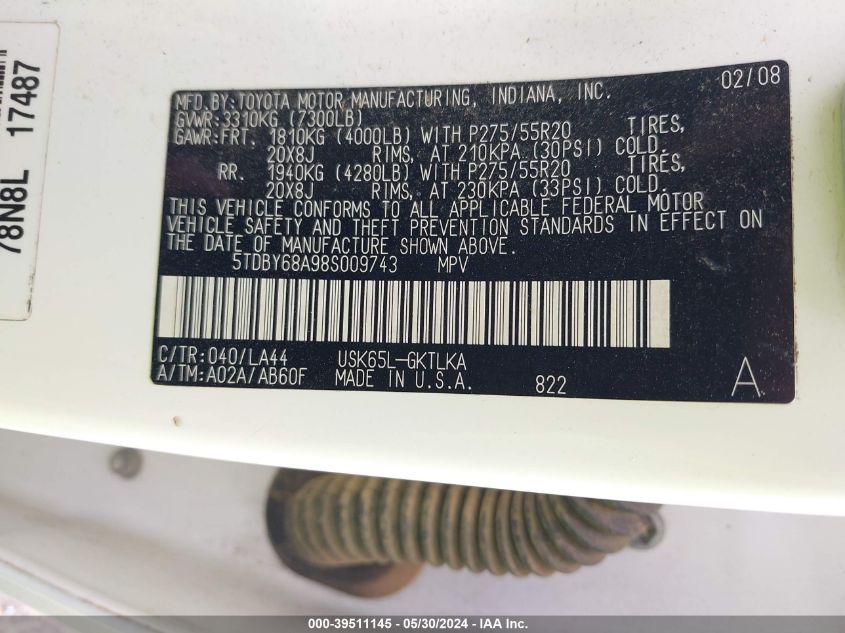 78N8L 17487
MFD.BY:TOYOTA MOTOR MANUFACTURING, INDIANA, INC. 02/08
GVWR:3310KG (7300LB)
GAWR:FRT. 1810KG (4000LB) WITH P275/55R20 TIRES,
20X8J RIMS, AT 210KPA (30PSI) COLD.
RR. 1940KG (4280LB) WITH P275/55R20 TIRES,
20X8J RIMS, AT 230KPA (33PSI) COLD.
THIS VEHICLE CONFORMS TO ALL APPLICABLE FEDERAL MOTOR
VEHICLE SAFETY AND THEFT PREVENTION STANDARDS IN EFFECT ON
THE DATE OF MANUFACTURE SHOWN ABOVE.
5TDBY68A98S009743 MPV
C/TR:040/LA44 USK65L-GKTLKA
A/TM:A02A/AB60F MADE IN U.S.A. 822 A
000-39511145 - 05/30/2024 - IAA Inc.